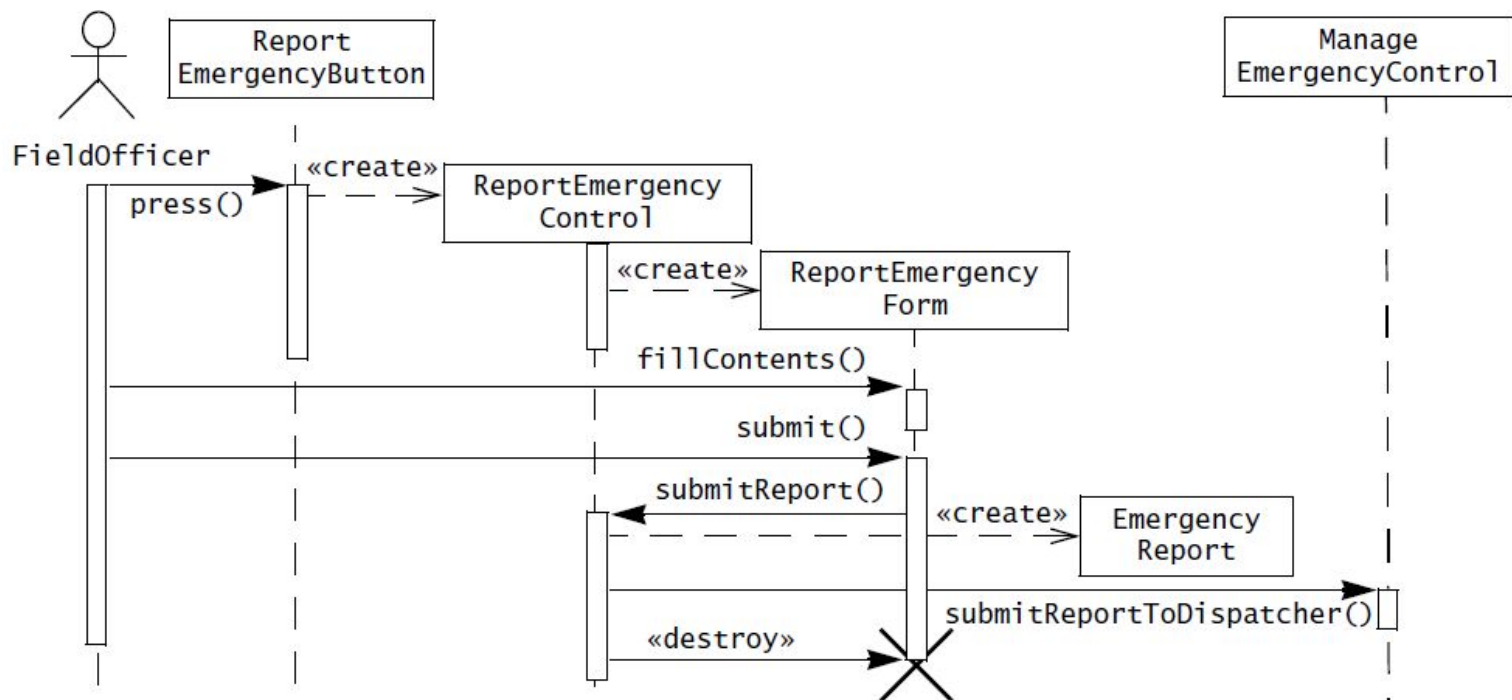 Report
EmergencyButton
Manage
EmergencyControl
FieldOfficer
«create»
press()
ReportEmergency
Control
«create»
ReportEmergency
Form
fillContents()
submit()
submitReport()
«create»
Emergency
Report
submitReportToDispatcher()
«destroy»